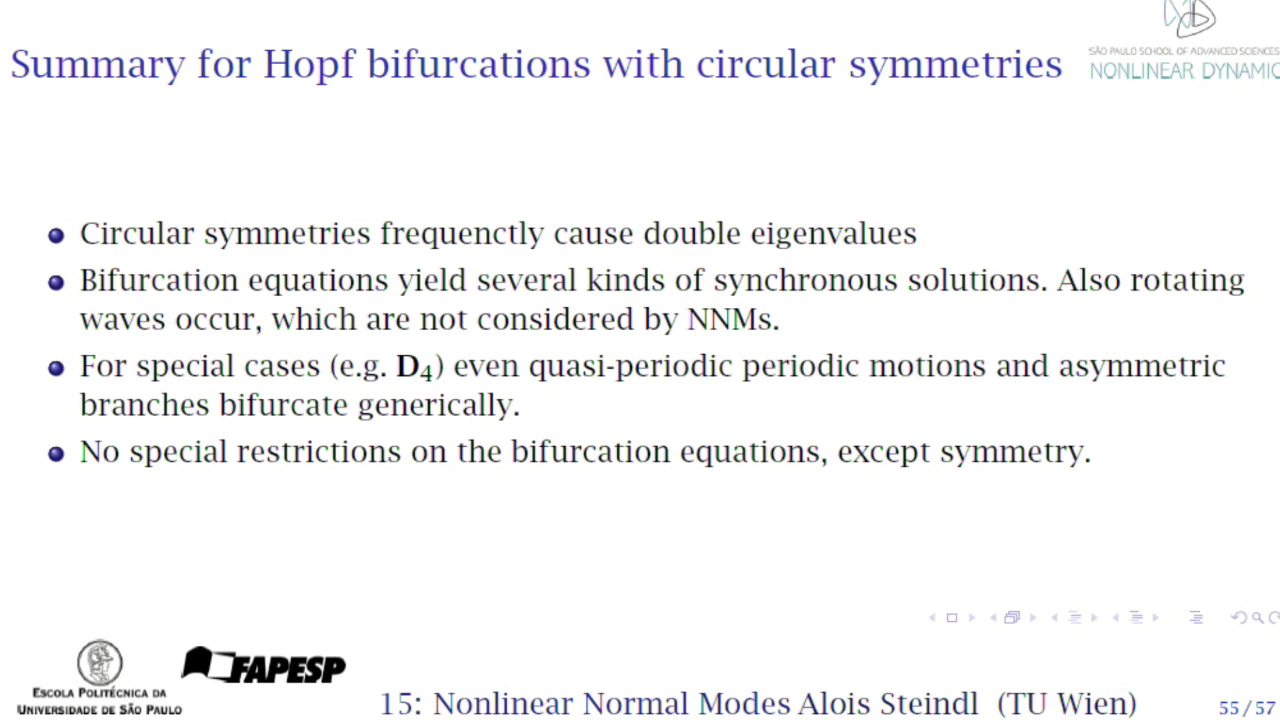 Summary for Hopf bifurcations with circular symmetries
SÃO PAULO SCHOOL OF ADVANCED SCIENCES
NONLINEAR DYNAMIC
Circular symmetries frequenctly cause double eigenvalues
Bifurcation equations yield several kinds of synchronous solutions. Also rotating
waves occur, which are not considered by NNMs.
For special cases (e.g. D4) even quasi-periodic periodic motions and asymmetric
branches bifurcate generically.
No special restrictions on the bifurcation equations, except symmetry.
ESCOLA POLITÉCNICA DA
UNIVERSIDADE DE SÃO PAULO
FAPESP
15: Nonlinear Normal Modes Alois Steindl (TU Wien)
55/57